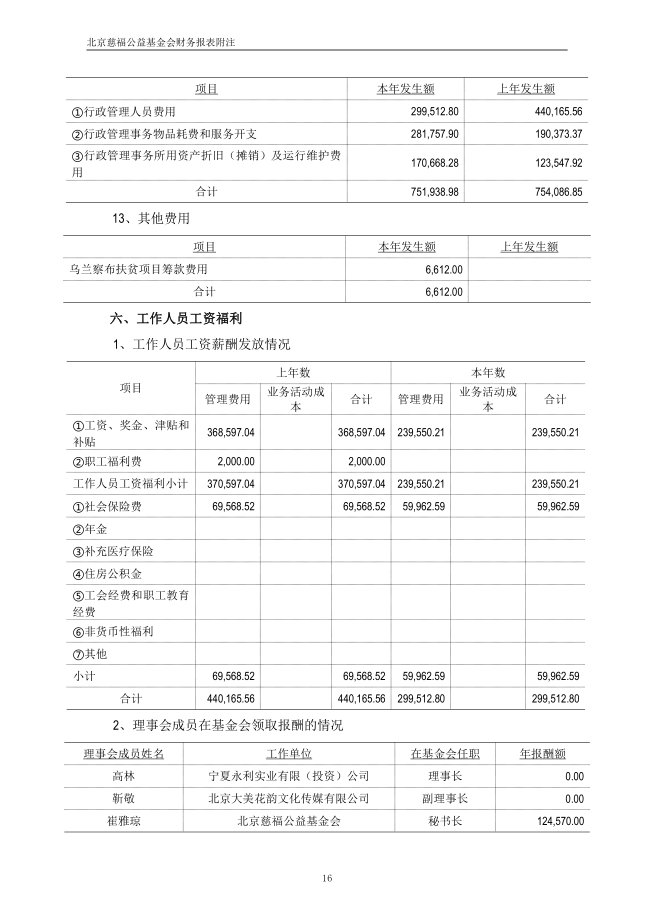 北京慈福公益基金会财务报表附注
项目 本年发生额 上年发生额
①行政管理人员费用 299,512.80 440,165.56
②行政管理事务物品耗费和服务开支 281,757.90 190,373.37
③行政管理事务所用资产折旧（摊销）及运行维护费
用 170,668.28 123,547.92
合计 751,938.98 754,086.85
13、其他费用
项目 本年发生额 上年发生额
乌兰察布扶贫项目筹款费用 6,612.00
合计 6,612.00
六、工作人员工资福利
1、工作人员工资薪酬发放情况
项目 上年数 本年数
管理费用 业务活动成
本 合计 管理费用 业务活动成
本 合计
①工资、奖金、津贴和
补贴 368,597.04 368,597.04 239,550.21 239,550.21
②职工福利费 2,000.00 2,000.00
工作人员工资福利小计 370,597.04 370,597.04 239,550.21 239,550.21
①社会保险费 69,568.52 69,568.52 59,962.59 59,962.59
②年金
③补充医疗保险
④住房公积金
⑤工会经费和职工教育
经费
⑥非货币性福利
⑦其他
小计 69,568.52 69,568.52 59,962.59 59,962.59
合计 440,165.56 440,165.56 299,512.80 299,512.80
2、理事会成员在基金会领取报酬的情况
理事会成员姓名 工作单位 在基金会任职 年报酬额
高林 宁夏永利实业有限（投资）公司 理事长 0.00
靳敬 北京大美花韵文化传媒有限公司 副理事长 0.00
崔雅琼 北京慈福公益基金会 秘书长 124,570.00
16